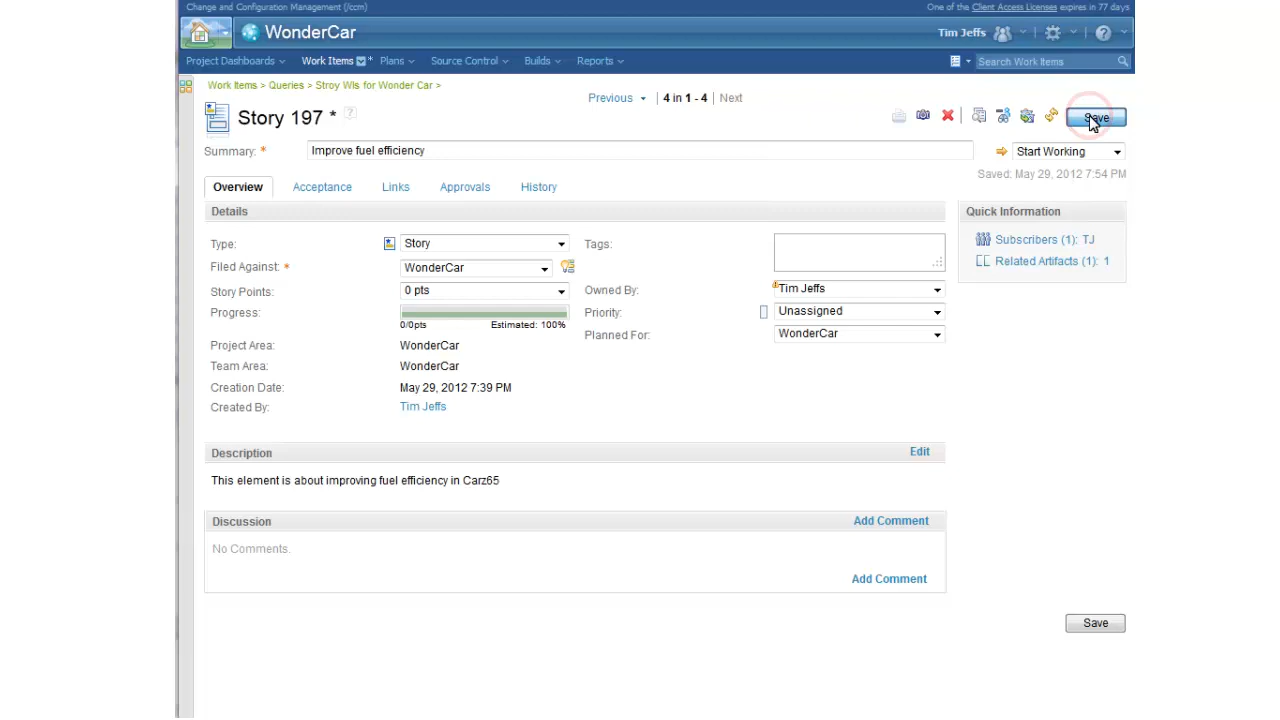 Change and Configuration Management (/ccm)
One of the Client Access Licenses expires in 77 days
WonderCar
Tim Jeffs
Project Dashboards
Work Items *
Plans
Source Control
Builds
Reports
Search Work Items
Work Items > Queries > Stroy WIs for Wonder Car >
Previous
4 in 1 - 4
Next
Story 197 * ?
Save
Summary: *
Improve fuel efficiency
Start Working
Saved: May 29, 2012 7:54 PM
Overview
Acceptance
Links
Approvals
History
Details
Quick Information
Type:
Story
Tags:
Subscribers (1): TJ
Related Artifacts (1): 1
Filed Against: *
WonderCar
Story Points:
0 pts
Owned By:
Tim Jeffs
Progress:
0/0pts
Estimated: 100%
Priority:
Unassigned
Planned For:
WonderCar
Project Area:
WonderCar
Team Area:
WonderCar
Creation Date:
May 29, 2012 7:39 PM
Created By:
Tim Jeffs
Description
Edit
This element is about improving fuel efficiency in Carz65
Discussion
Add Comment
No Comments.
Add Comment
Save